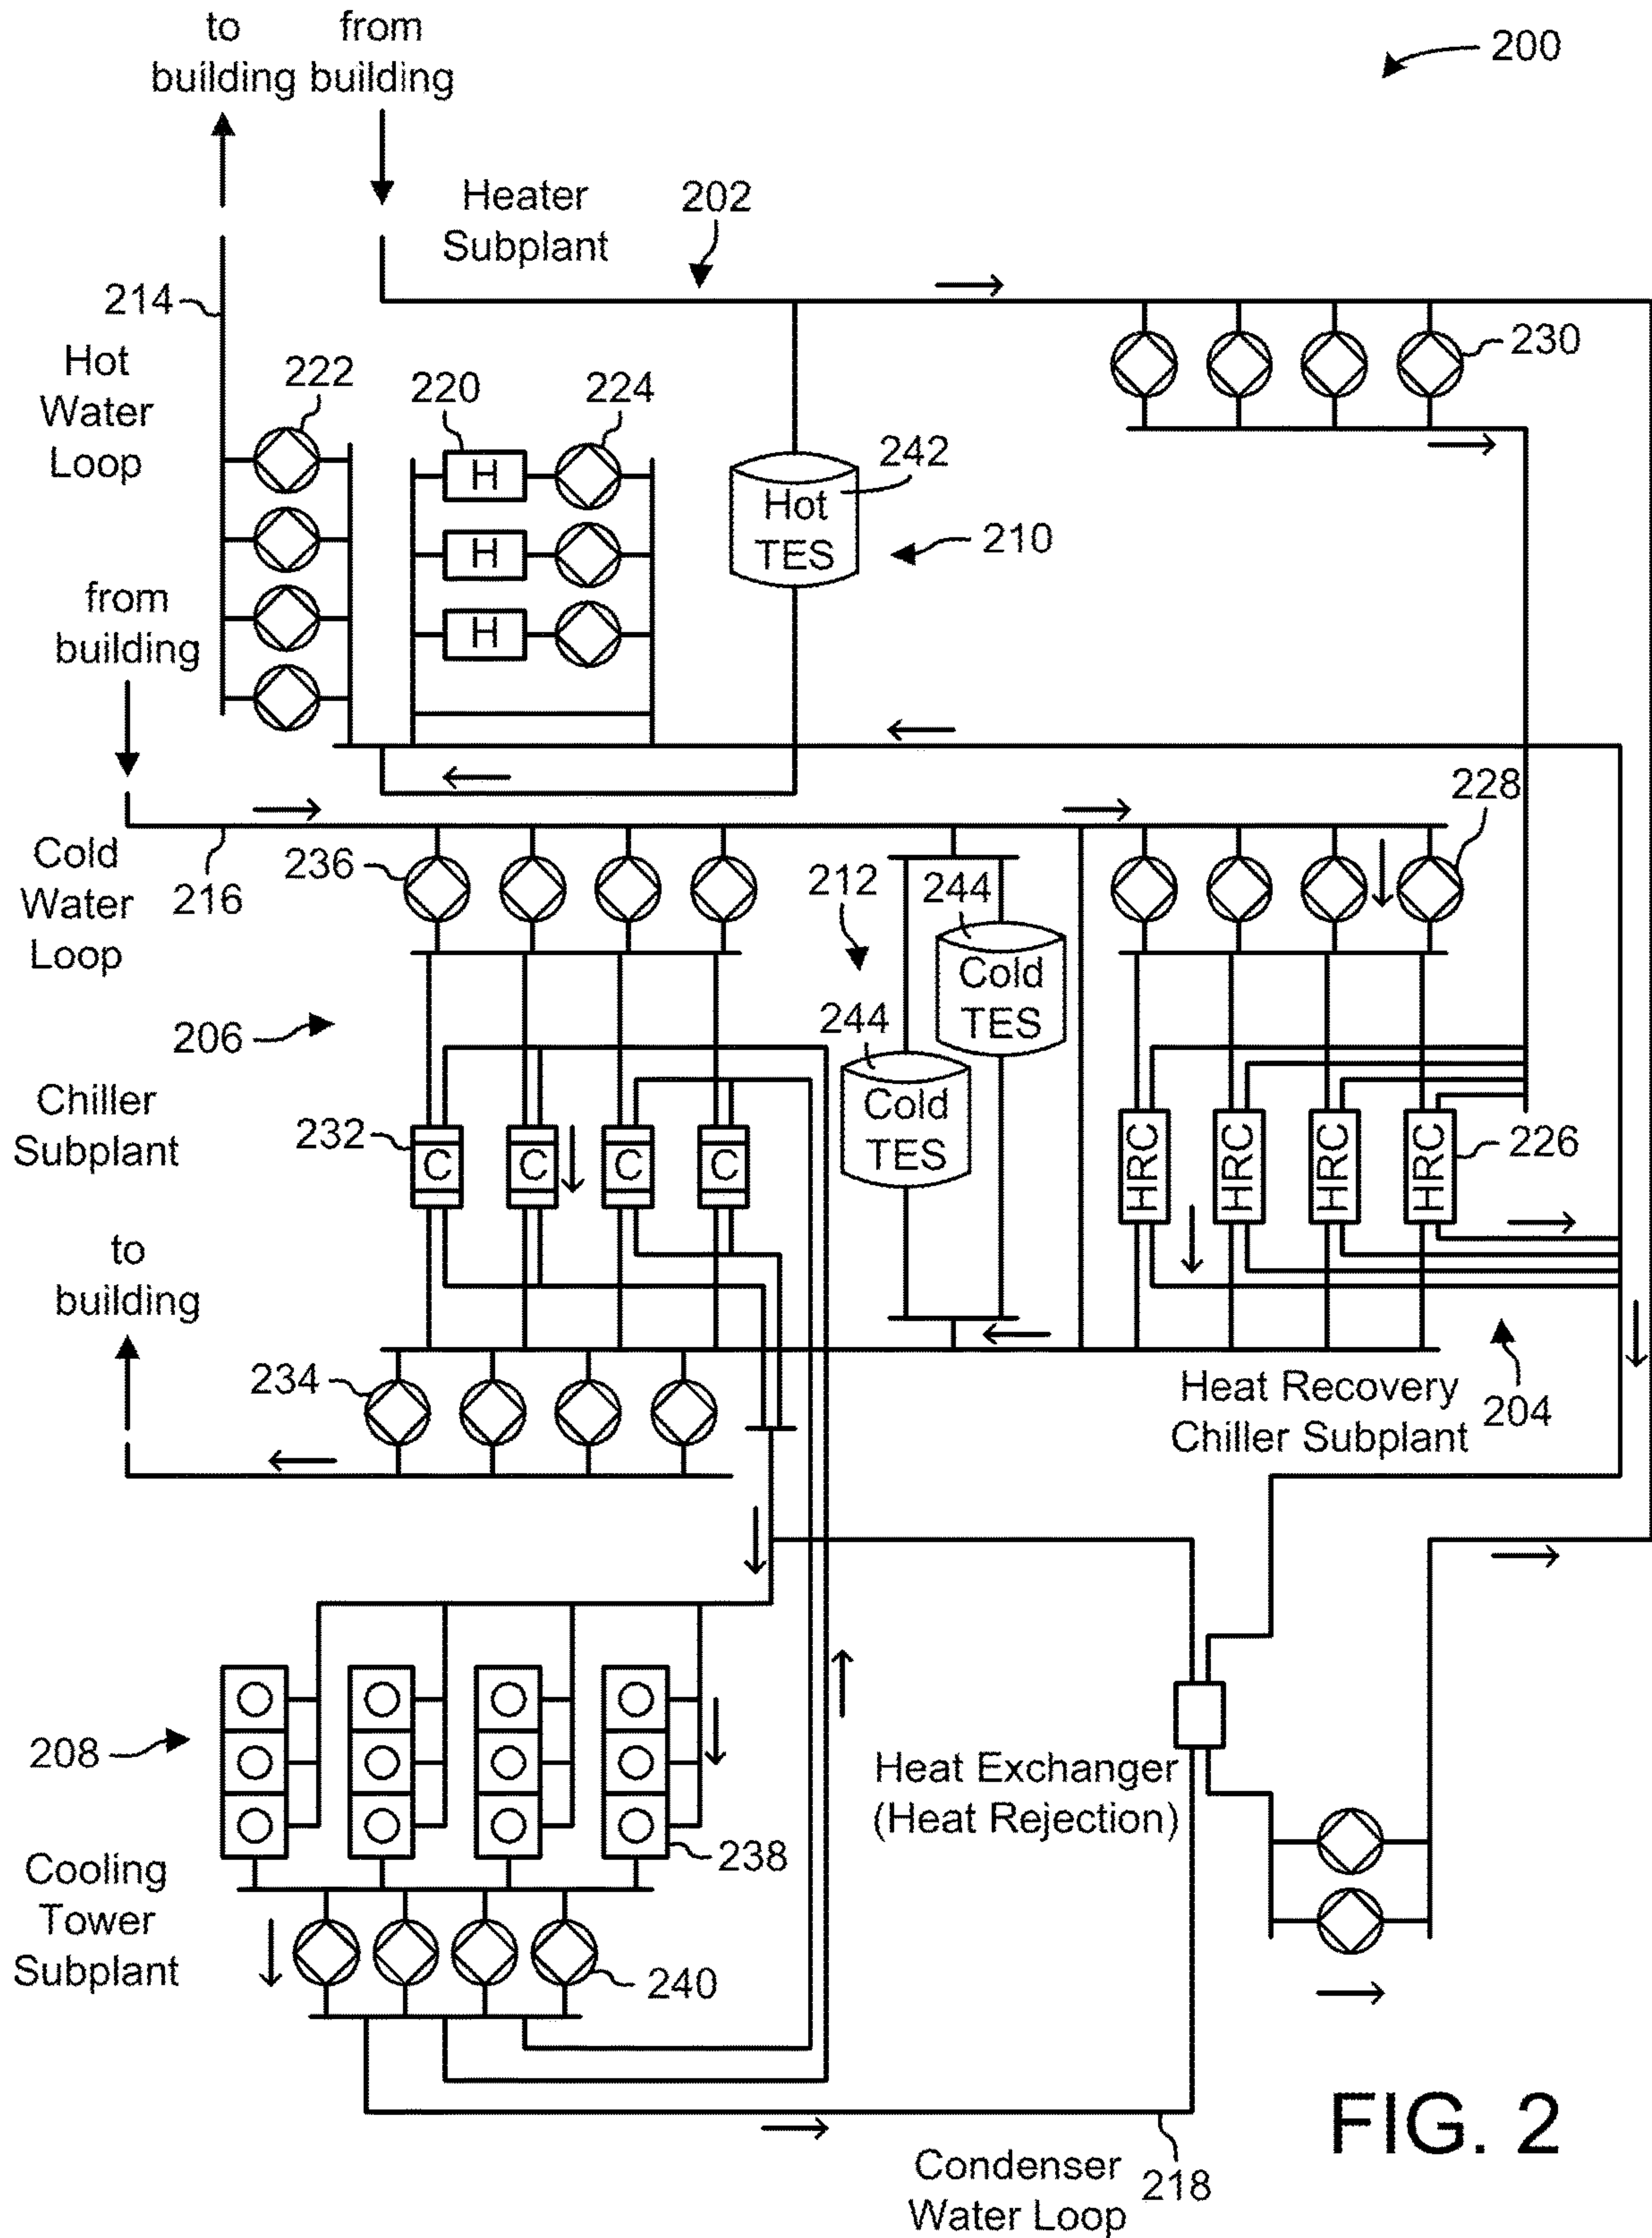 to from
building building
200
Heater
Subplant
202
214
Hot
Water
Loop
222
220
224
230
H
H
H
Hot
TES
242
210
from
building
228
Cold
Water
Loop
216
236
212
244
Cold
TES
244
Cold
TES
206
Chiller
Subplant
232
C
C
C
C
HRC
HRC
HRC
HRC
226
to
building
234
Heat Recovery
Chiller Subplant
204
208
Heat Exchanger
(Heat Rejection)
238
Cooling
Tower
Subplant
240
Condenser
Water Loop
218
FIG. 2